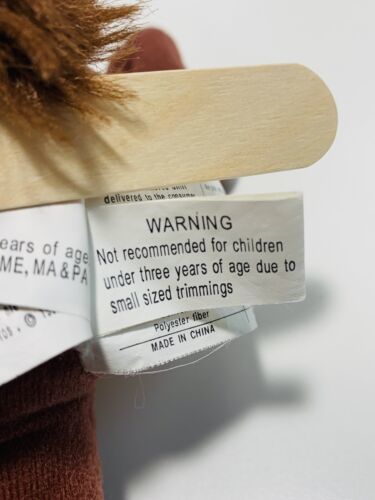 delivered to the consumer
WARNING
Not recommended for children
under three years of age due to
small sized trimmings
ears of age
ME, MA & PA
Polyester fiber
MADE IN CHINA